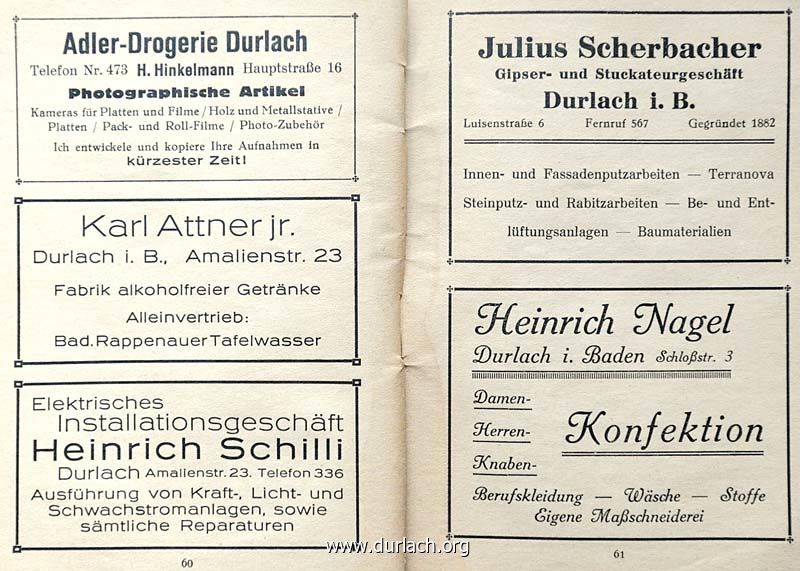 Adler-Drogerie Durlach
Telefon Nr. 473 H. Hinkelmann Hauptstraße 16
Photographische Artikel
Kameras für Platten und Filme / Holz und Metallstative /
Platten / Pack- und Roll-Filme / Photo-Zubehör
Ich entwickele und kopiere Ihre Aufnahmen in
kürzester Zeit!
Karl Attner jr.
Durlach i. B., Amalienstr. 23
Fabrik alkoholfreier Getränke
Alleinvertrieb:
Bad. Rappenauer Tafelwasser
Elektrisches
Installationsgeschäft
Heinrich Schilli
Durlach Amalienstr. 23. Telefon 336
Ausführung von Kraft-, Licht- und
Schwachstromanlagen, sowie
sämtliche Reparaturen
60
Julius Scherbacher
Gipser- und Stuckateurgeschäft
Durlach i. B.
Luisenstraße 6 Fernruf 567 Gegründet 1882
Innen- und Fassadenputzarbeiten — Terranova
Steinputz- und Rabitzarbeiten — Be- und Ent-
lüftungsanlagen — Baumaterialien
Heinrich Nagel
Durlach i. Baden Schloßstr. 3
Damen-
Herren-
Knaben-
Konfektion
Berufskleidung — Wäsche — Stoffe
Eigene Maßschneiderei
61
www.durlach.org